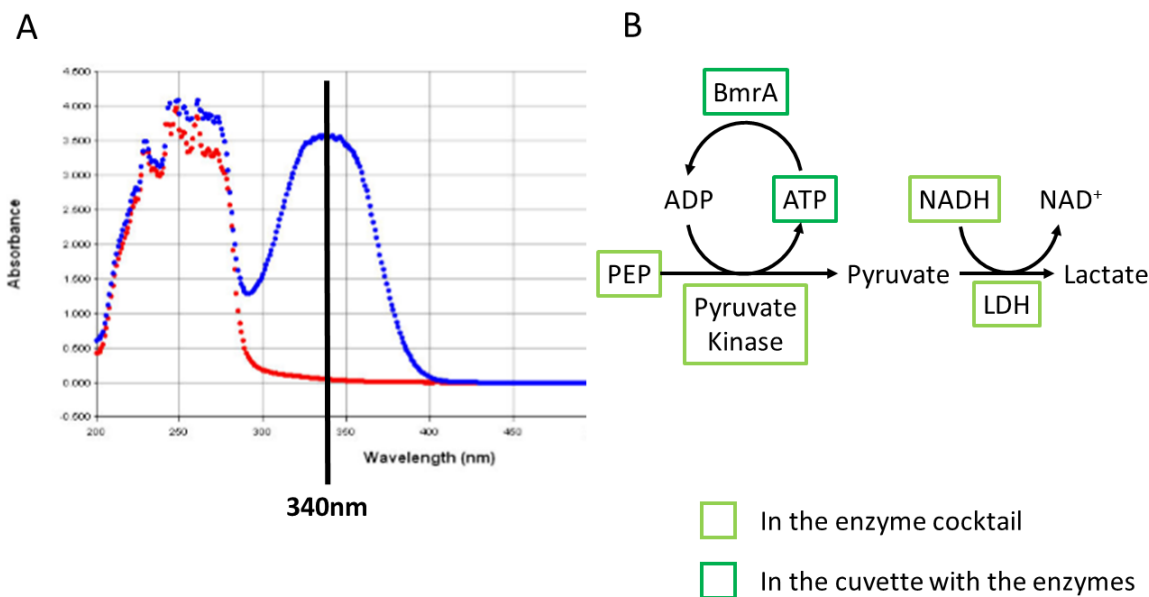 A
4.500
4.000
3.500
3.000
2.500
2.000
1.500
1.000
0.500
0.000
-0.500
Absorbance
200 250 300 350 400 450
Wavelength (nm)
340nm
B
BmrA
ADP ATP NADH NAD⁺
PEP Pyruvate Lactate
Pyruvate
Kinase
LDH
In the enzyme cocktail
In the cuvette with the enzymes